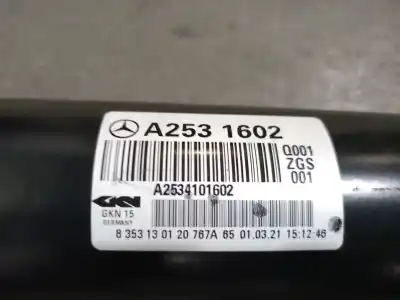 A253 1602
Q001
ZGS
001
A2534101602
GKN
GKN 15
GERMANY
8 353 13 01 20 767A 65 01.03.21 15:12:46